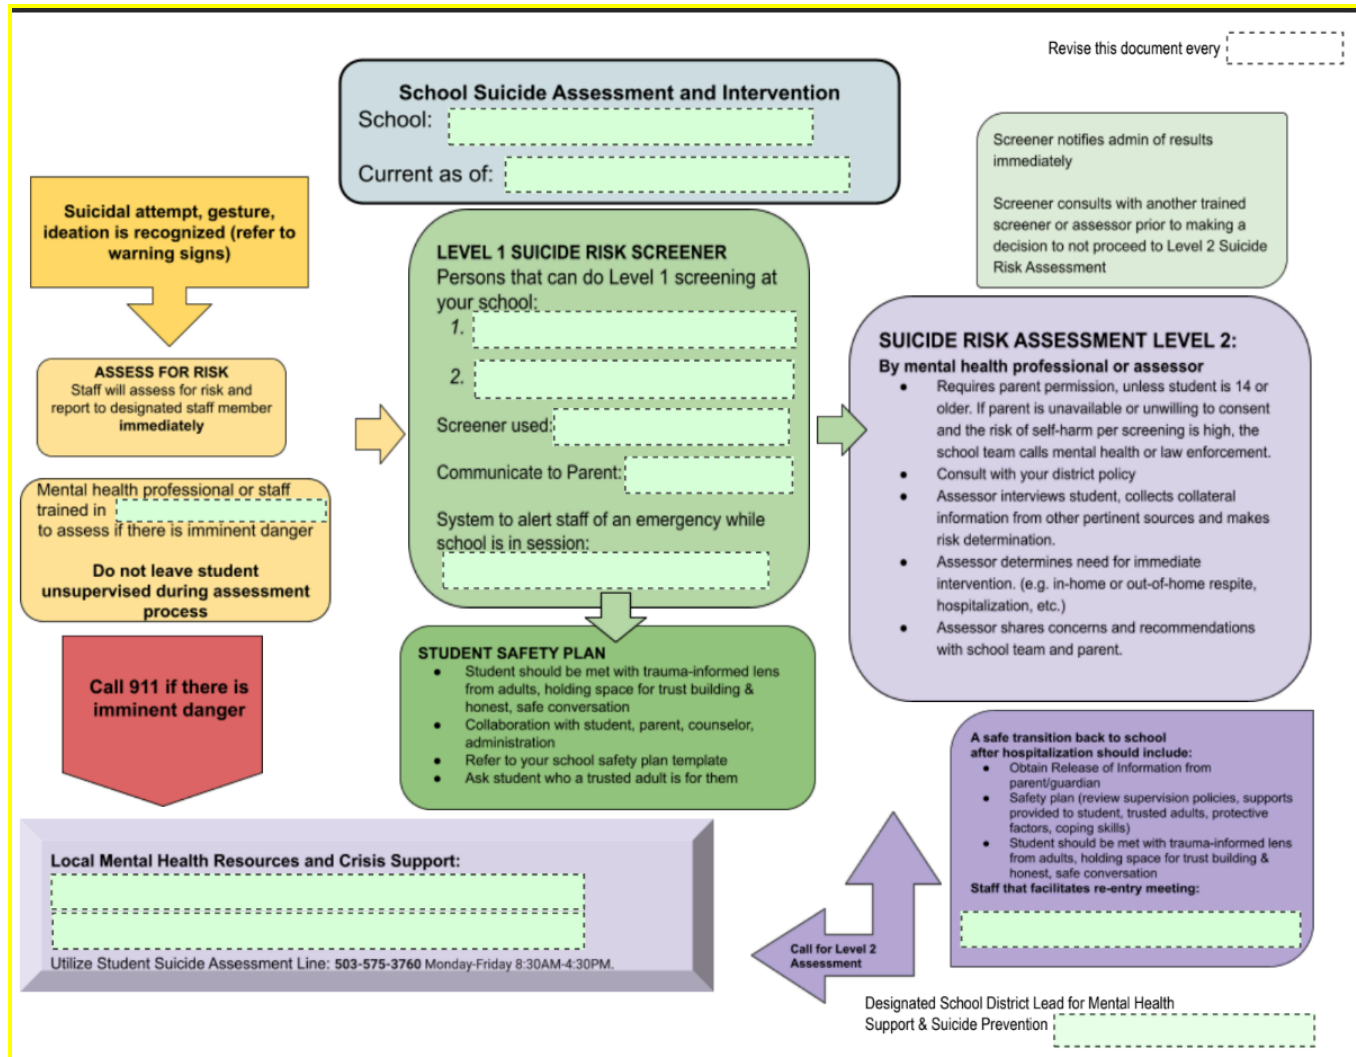 Revise this document every
School Suicide Assessment and Intervention
School:
Current as of:
Suicidal attempt, gesture,
ideation is recognized (refer to
warning signs)
ASSESS FOR RISK
Staff will assess for risk and
report to designated staff member
immediately
Mental health professional or staff
trained in
to assess if there is imminent danger
Do not leave student
unsupervised during assessment
process
Call 911 if there is
imminent danger
LEVEL 1 SUICIDE RISK SCREENER
Persons that can do Level 1 screening at
your school:
1.
2.
Screener used:
Communicate to Parent:
System to alert staff of an emergency while
school is in session:
STUDENT SAFETY PLAN
● Student should be met with trauma-informed lens
from adults, holding space for trust building &
honest, safe conversation
● Collaboration with student, parent, counselor,
administration
● Refer to your school safety plan template
● Ask student who a trusted adult is for them
Screener notifies admin of results
immediately
Screener consults with another trained
screener or assessor prior to making a
decision to not proceed to Level 2 Suicide
Risk Assessment
SUICIDE RISK ASSESSMENT LEVEL 2:
By mental health professional or assessor
● Requires parent permission, unless student is 14 or
older. If parent is unavailable or unwilling to consent
and the risk of self-harm per screening is high, the
school team calls mental health or law enforcement.
● Consult with your district policy
● Assessor interviews student, collects collateral
information from other pertinent sources and makes
risk determination.
● Assessor determines need for immediate
intervention. (e.g. in-home or out-of-home respite,
hospitalization, etc.)
● Assessor shares concerns and recommendations
with school team and parent.
A safe transition back to school
after hospitalization should include:
● Obtain Release of Information from
parent/guardian
● Safety plan (review supervision policies, supports
provided to student, trusted adults, protective
factors, coping skills)
● Student should be met with trauma-informed lens
from adults, holding space for trust building &
honest, safe conversation
Staff that facilitates re-entry meeting:
Call for Level 2
Assessment
Local Mental Health Resources and Crisis Support:
Utilize Student Suicide Assessment Line: 503-575-3760 Monday-Friday 8:30AM-4:30PM.
Designated School District Lead for Mental Health
Support & Suicide Prevention